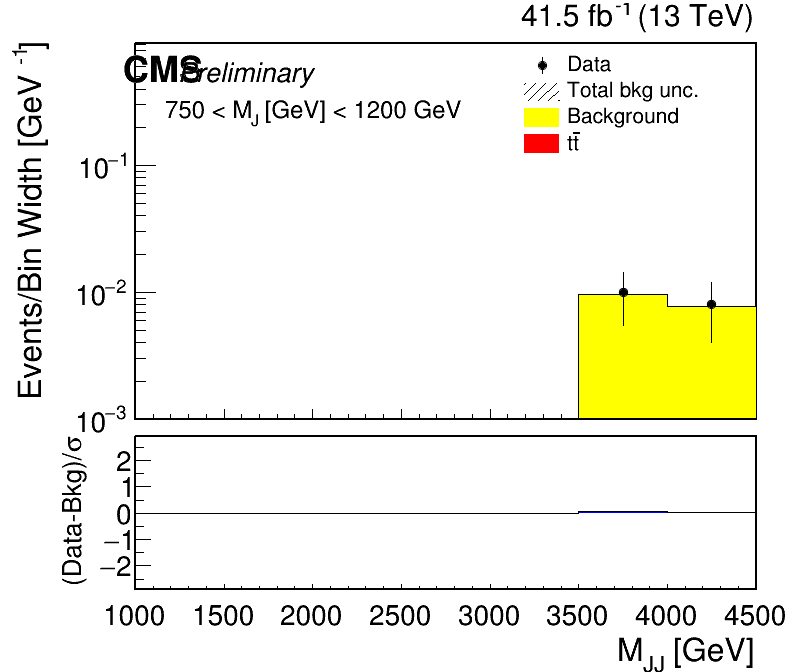 41.5 fb⁻¹ (13 TeV)
CMS Preliminary
750 < M_J [GeV] < 1200 GeV
Data
Total bkg unc.
Background
tt̄
Events/Bin Width [GeV⁻¹]
10⁻¹
10⁻²
10⁻³
(Data-Bkg)/σ
2
1
0
−1
−2
1000 1500 2000 2500 3000 3500 4000 4500
M_JJ [GeV]